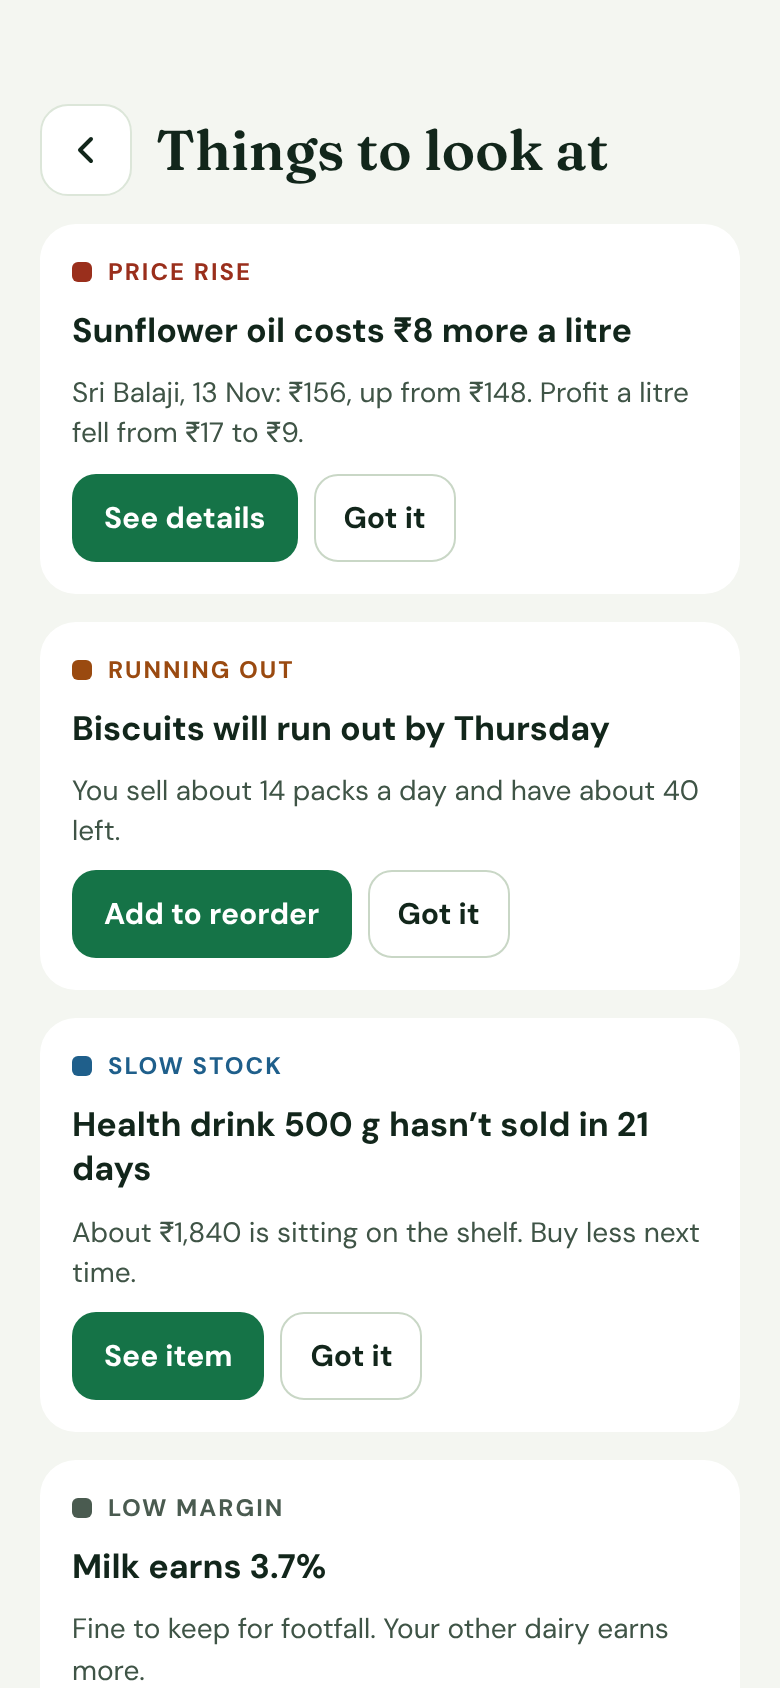 Things to look at
PRICE RISE
Sunflower oil costs ₹8 more a litre
Sri Balaji, 13 Nov: ₹156, up from ₹148. Profit a litre
fell from ₹17 to ₹9.
See details
Got it
RUNNING OUT
Biscuits will run out by Thursday
You sell about 14 packs a day and have about 40
left.
Add to reorder
Got it
SLOW STOCK
Health drink 500 g hasn’t sold in 21
days
About ₹1,840 is sitting on the shelf. Buy less next
time.
See item
Got it
LOW MARGIN
Milk earns 3.7%
Fine to keep for footfall. Your other dairy earns
more.